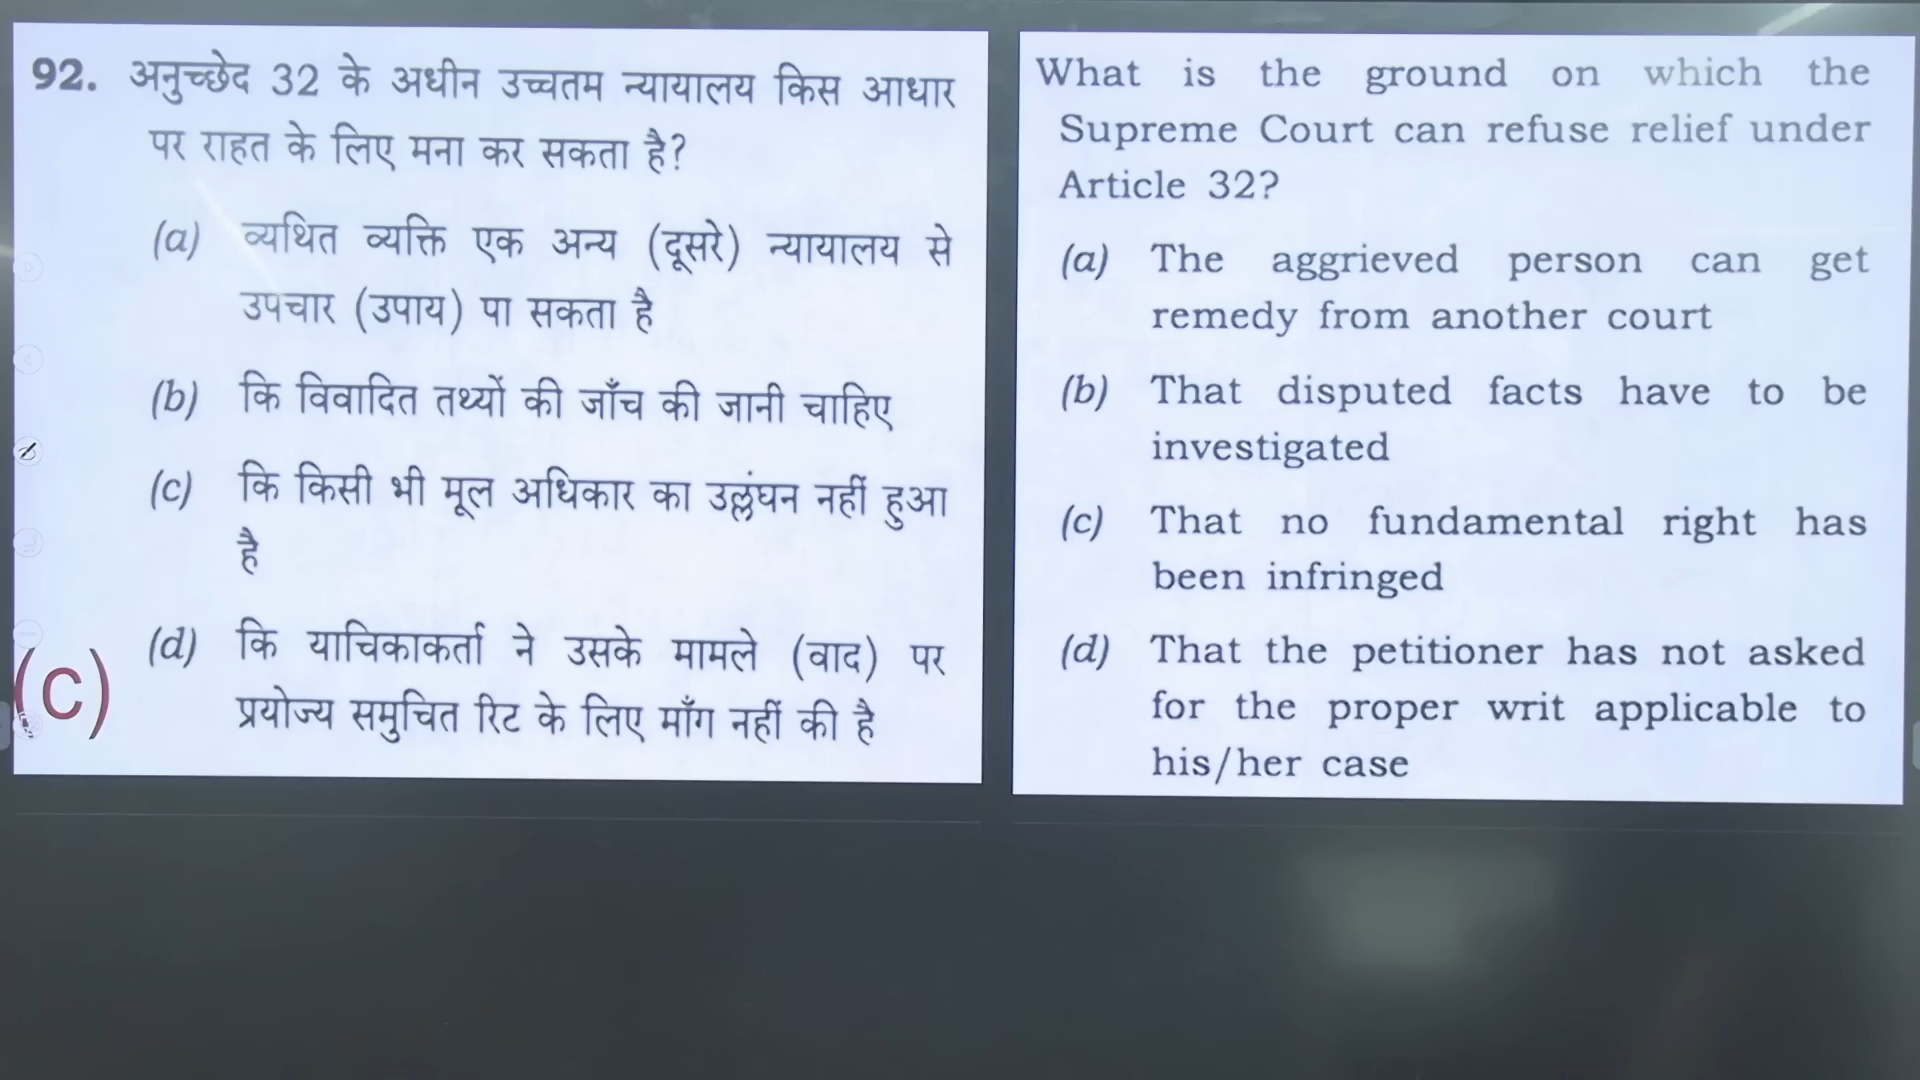 92. अनुच्छेद 32 के अधीन उच्चतम न्यायालय किस आधार
पर राहत के लिए मना कर सकता है?
(a) व्यथित व्यक्ति एक अन्य (दूसरे) न्यायालय से
उपचार (उपाय) पा सकता है
(b) कि विवादित तथ्यों की जाँच की जानी चाहिए
(c) कि किसी भी मूल अधिकार का उल्लंघन नहीं हुआ
है
(d) कि याचिकाकर्ता ने उसके मामले (वाद) पर
प्रयोज्य समुचित रिट के लिए माँग नहीं की है
(c)
What is the ground on which the
Supreme Court can refuse relief under
Article 32?
(a) The aggrieved person can get
remedy from another court
(b) That disputed facts have to be
investigated
(c) That no fundamental right has
been infringed
(d) That the petitioner has not asked
for the proper writ applicable to
his/her case